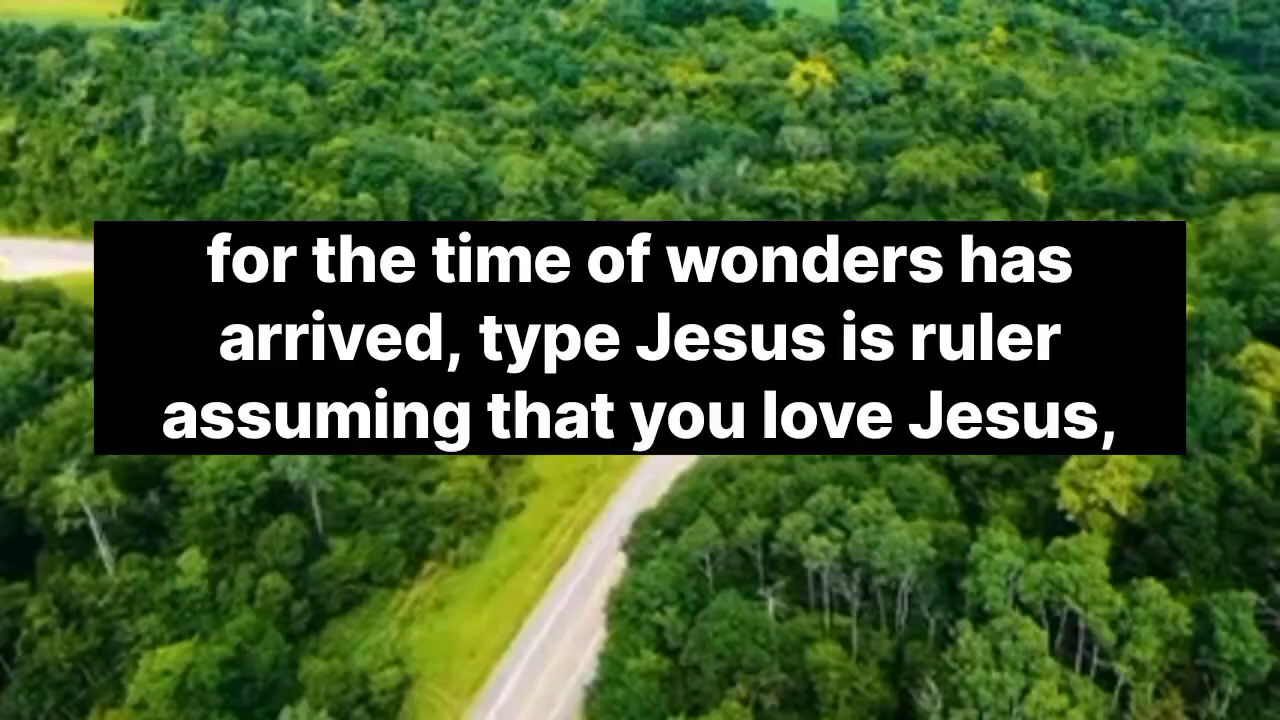 for the time of wonders has
arrived, type Jesus is ruler
assuming that you love Jesus,